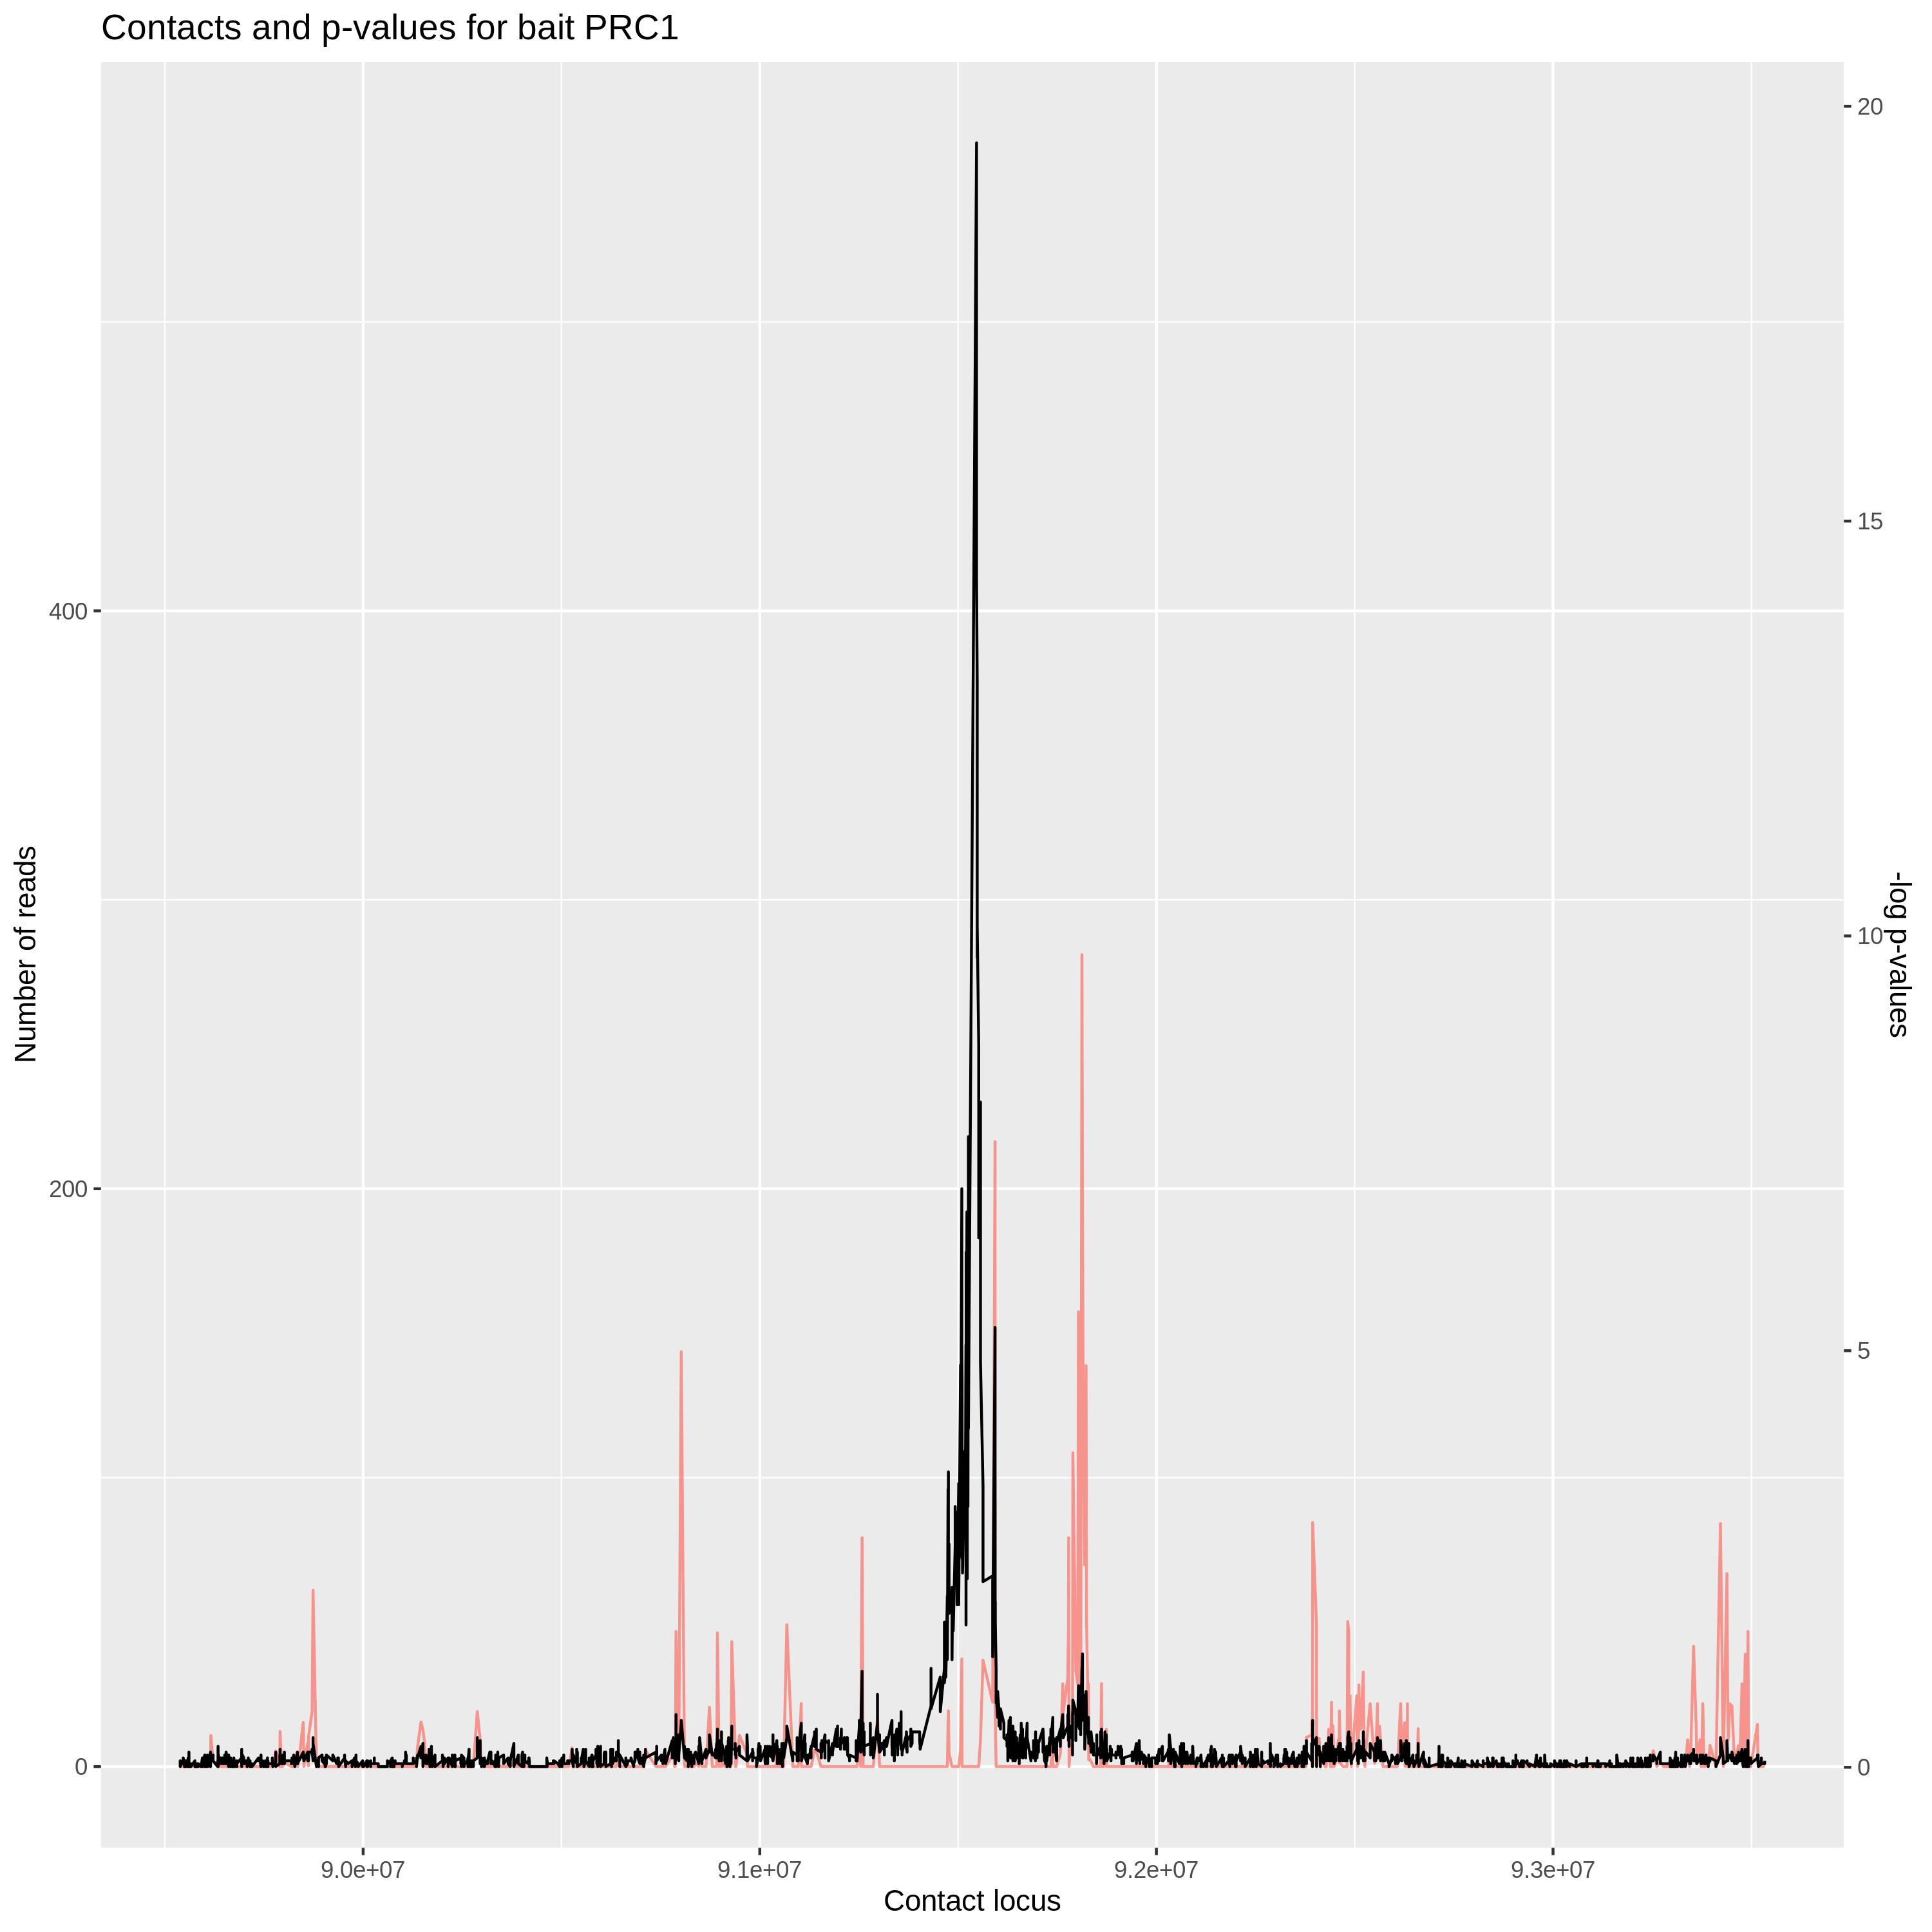 Contacts and p-values for bait PRC1
Number of reads
400
200
0
20
15
10
5
0
-log p-values
9.0e+07
9.1e+07
9.2e+07
9.3e+07
Contact locus